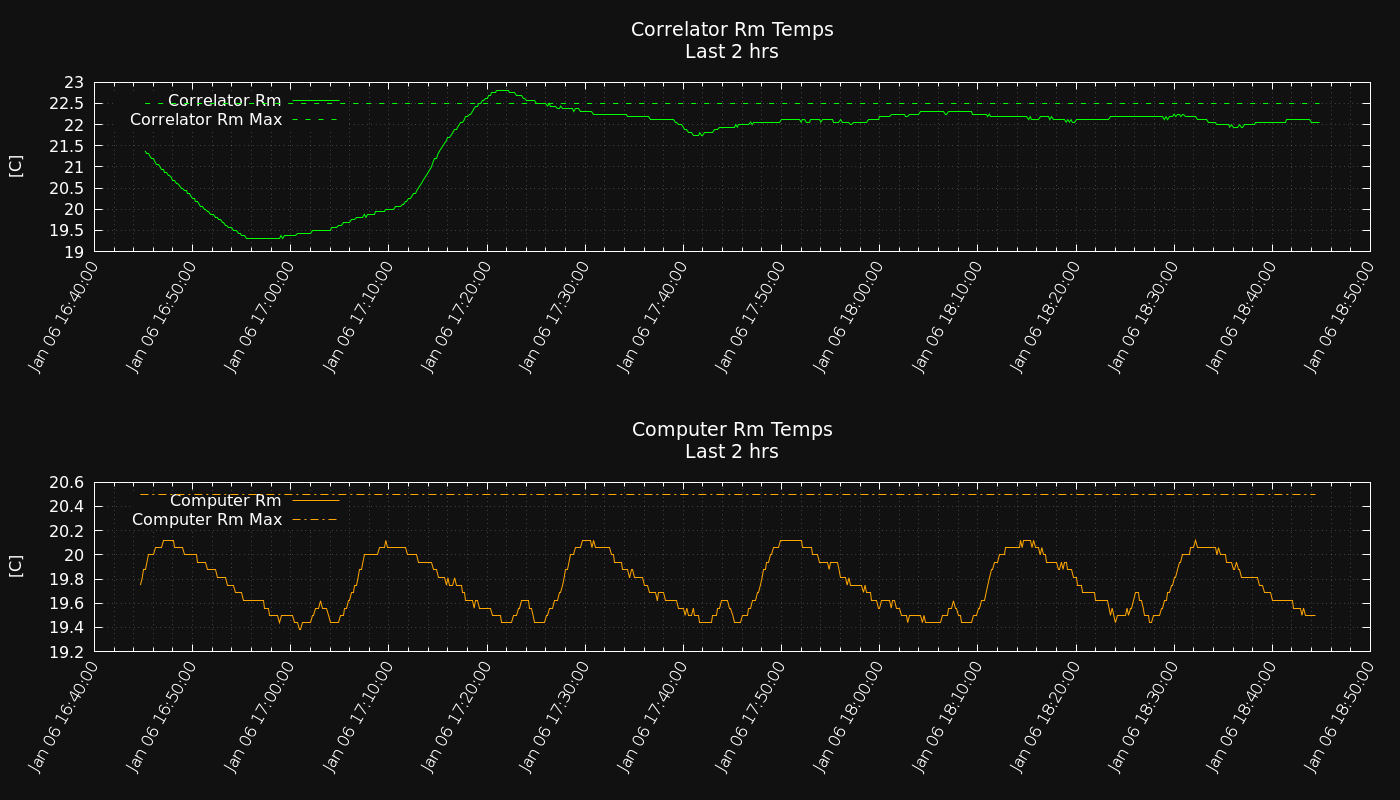 Correlator Rm Temps
Last 2 hrs
23
22.5
22
21.5
21
20.5
20
19.5
19
[C]
Correlator Rm
Correlator Rm Max
Jan 06 16:40:00
Jan 06 16:50:00
Jan 06 17:00:00
Jan 06 17:10:00
Jan 06 17:20:00
Jan 06 17:30:00
Jan 06 17:40:00
Jan 06 17:50:00
Jan 06 18:00:00
Jan 06 18:10:00
Jan 06 18:20:00
Jan 06 18:30:00
Jan 06 18:40:00
Jan 06 18:50:00
Computer Rm Temps
Last 2 hrs
20.6
20.4
20.2
20
19.8
19.6
19.4
19.2
[C]
Computer Rm
Computer Rm Max
Jan 06 16:40:00
Jan 06 16:50:00
Jan 06 17:00:00
Jan 06 17:10:00
Jan 06 17:20:00
Jan 06 17:30:00
Jan 06 17:40:00
Jan 06 17:50:00
Jan 06 18:00:00
Jan 06 18:10:00
Jan 06 18:20:00
Jan 06 18:30:00
Jan 06 18:40:00
Jan 06 18:50:00